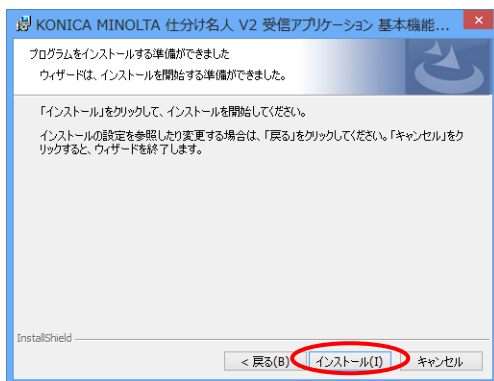 KONICA MINOLTA 仕分け名人 V2 受信アプリケーション 基本機能...
プログラムをインストールする準備ができました
ウィザードは、インストールを開始する準備ができました。
「インストール」をクリックして、インストールを開始してください。
インストールの設定を参照したり変更する場合は、「戻る」をクリックしてください。「キャンセル」をク
リックすると、ウィザードを終了します。
InstallShield
< 戻る(B)
インストール(I)
キャンセル